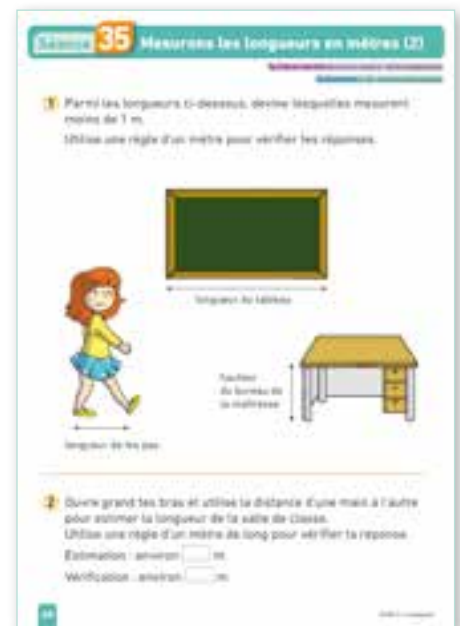 Séance 35 Mesurons les longueurs en mètres (2)
1 Parmi les longueurs ci-dessous, devine lesquelles mesurent
moins de 1 m.
Utilise une règle d'un mètre pour vérifier tes réponses.
longueur du tableau
hauteur
du bureau de
la maîtresse
longueur de tes pas
2 Ouvre grand tes bras et utilise la distance d'une main à l'autre
pour estimer la longueur de la salle de classe.
Utilise une règle d'un mètre de long pour vérifier ta réponse.
Estimation : environ m
Vérification : environ m